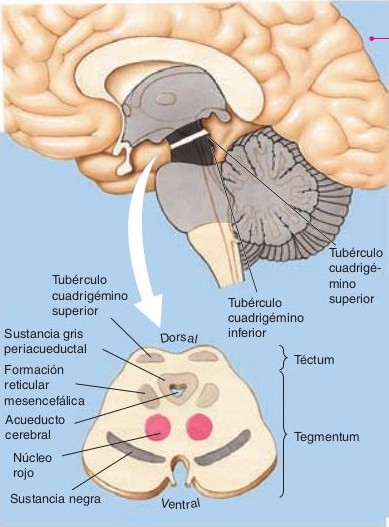 Tubérculo
cuadrigé-
mino
superior
Tubérculo
cuadrigémino
inferior
Tubérculo
cuadrigémino
superior
Dorsal
Sustancia gris
periacueductal
Formación
reticular
mesencefálica
Acueducto
cerebral
Núcleo
rojo
Sustancia negra
Ventral
Téctum
Tegmentum